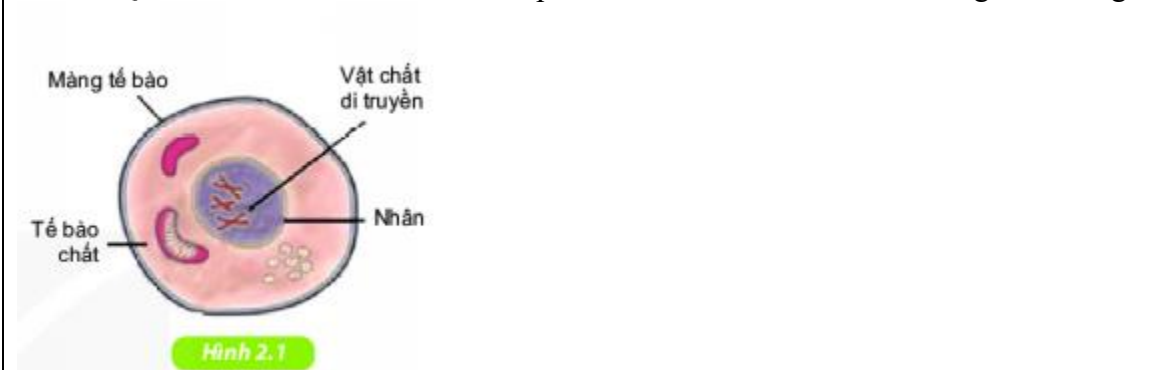 Màng tế bào
Vật chất
di truyền
Tế bào
chất
Nhân
Hình 2.1